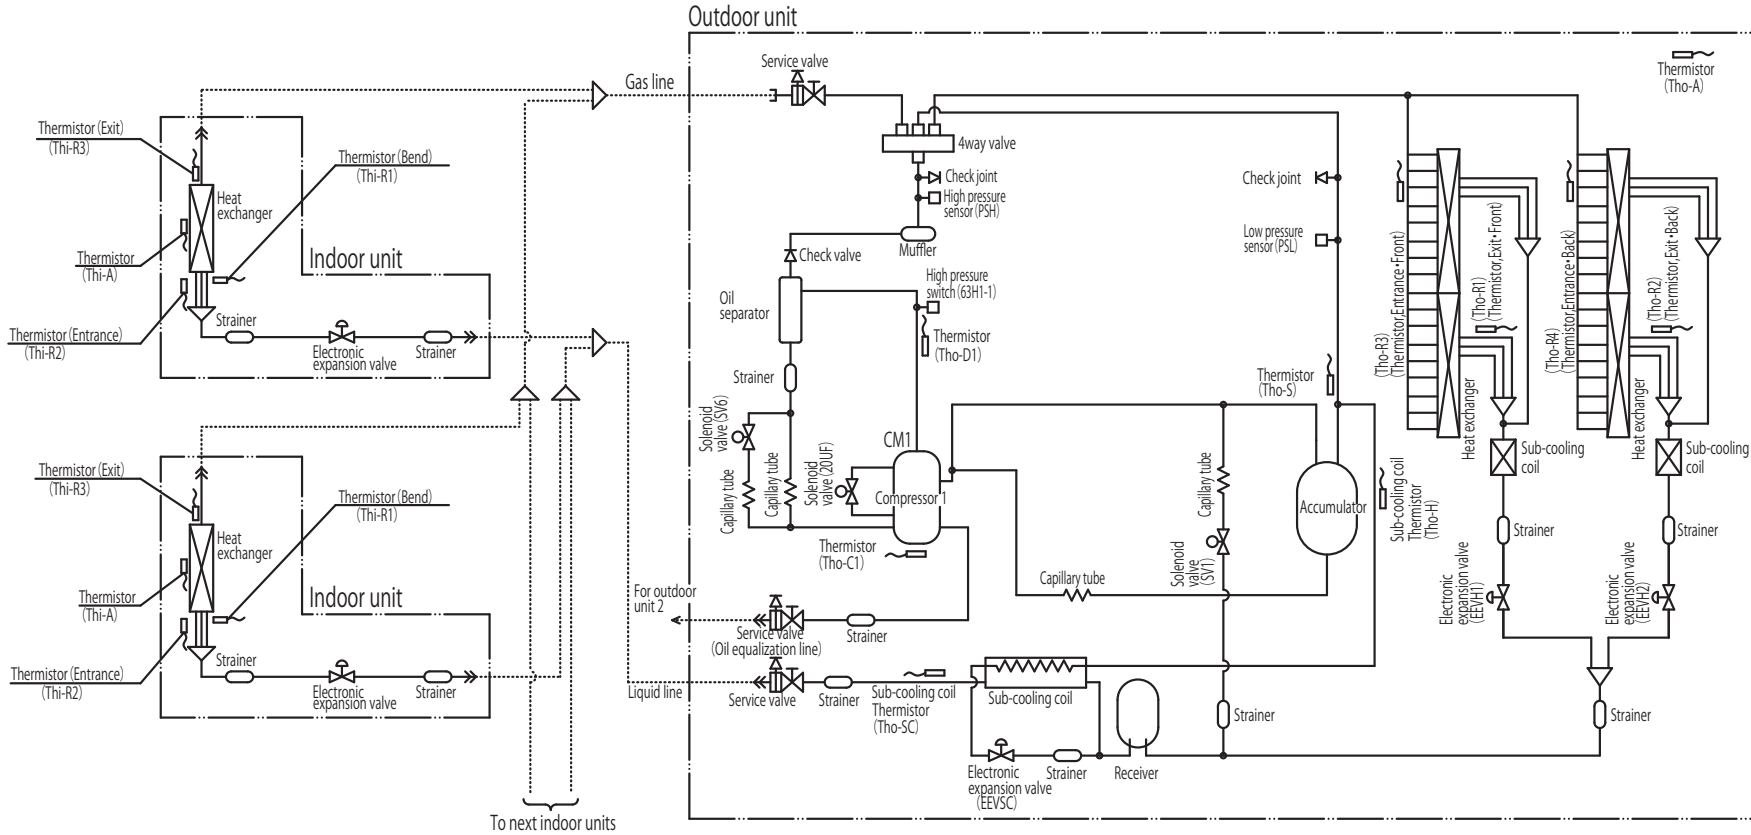 Outdoor unit
Service valve
Thermistor
(Tho-A)
Gas line
4way valve
Check joint
High pressure
sensor (PSH)
Muffler
Check valve
High pressure
switch (63H1-1)
Oil
separator
Thermistor
(Tho-D1)
Strainer
Solenoid
valve (SV6)
Capillary tube
Capillary tube
Solenoid
valve (20UF)
CM1
Compressor 1
Thermistor
(Tho-C1)
Check joint
Low pressure
sensor (PSL)
Thermistor
(Tho-S)
Capillary tube
Solenoid
valve
(SV1)
Accumulator
Sub-cooling coil
Thermistor
(Tho-H)
Capillary tube
(Tho-R3)
(Thermistor,Entrance•Front)
(Tho-R1)
(Thermistor,Exit•Front)
Heat exchanger
Sub-cooling
coil
Strainer
Electronic
expansion valve
(EEVH1)
(Tho-R4)
(Thermistor,Entrance•Back)
(Tho-R2)
(Thermistor,Exit•Back)
Heat exchanger
Sub-cooling
coil
Strainer
Electronic
expansion valve
(EEVH2)
Strainer
Strainer
For outdoor
unit 2
Service valve
(Oil equalization line)
Strainer
Liquid line
Service valve
Strainer
Sub-cooling coil
Thermistor
(Tho-SC)
Sub-cooling coil
Electronic
expansion valve
(EEVSC)
Strainer
Receiver
Thermistor (Exit)
(Thi-R3)
Thermistor (Bend)
(Thi-R1)
Heat
exchanger
Thermistor
(Thi-A)
Indoor unit
Thermistor (Entrance)
(Thi-R2)
Strainer
Electronic
expansion valve
Strainer
Thermistor (Exit)
(Thi-R3)
Thermistor (Bend)
(Thi-R1)
Heat
exchanger
Thermistor
(Thi-A)
Indoor unit
Thermistor (Entrance)
(Thi-R2)
Strainer
Electronic
expansion valve
Strainer
To next indoor units